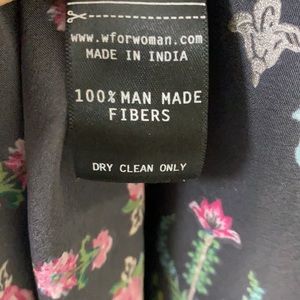 www.wforwoman.com
MADE IN INDIA
100% MAN MADE
FIBERS
DRY CLEAN ONLY